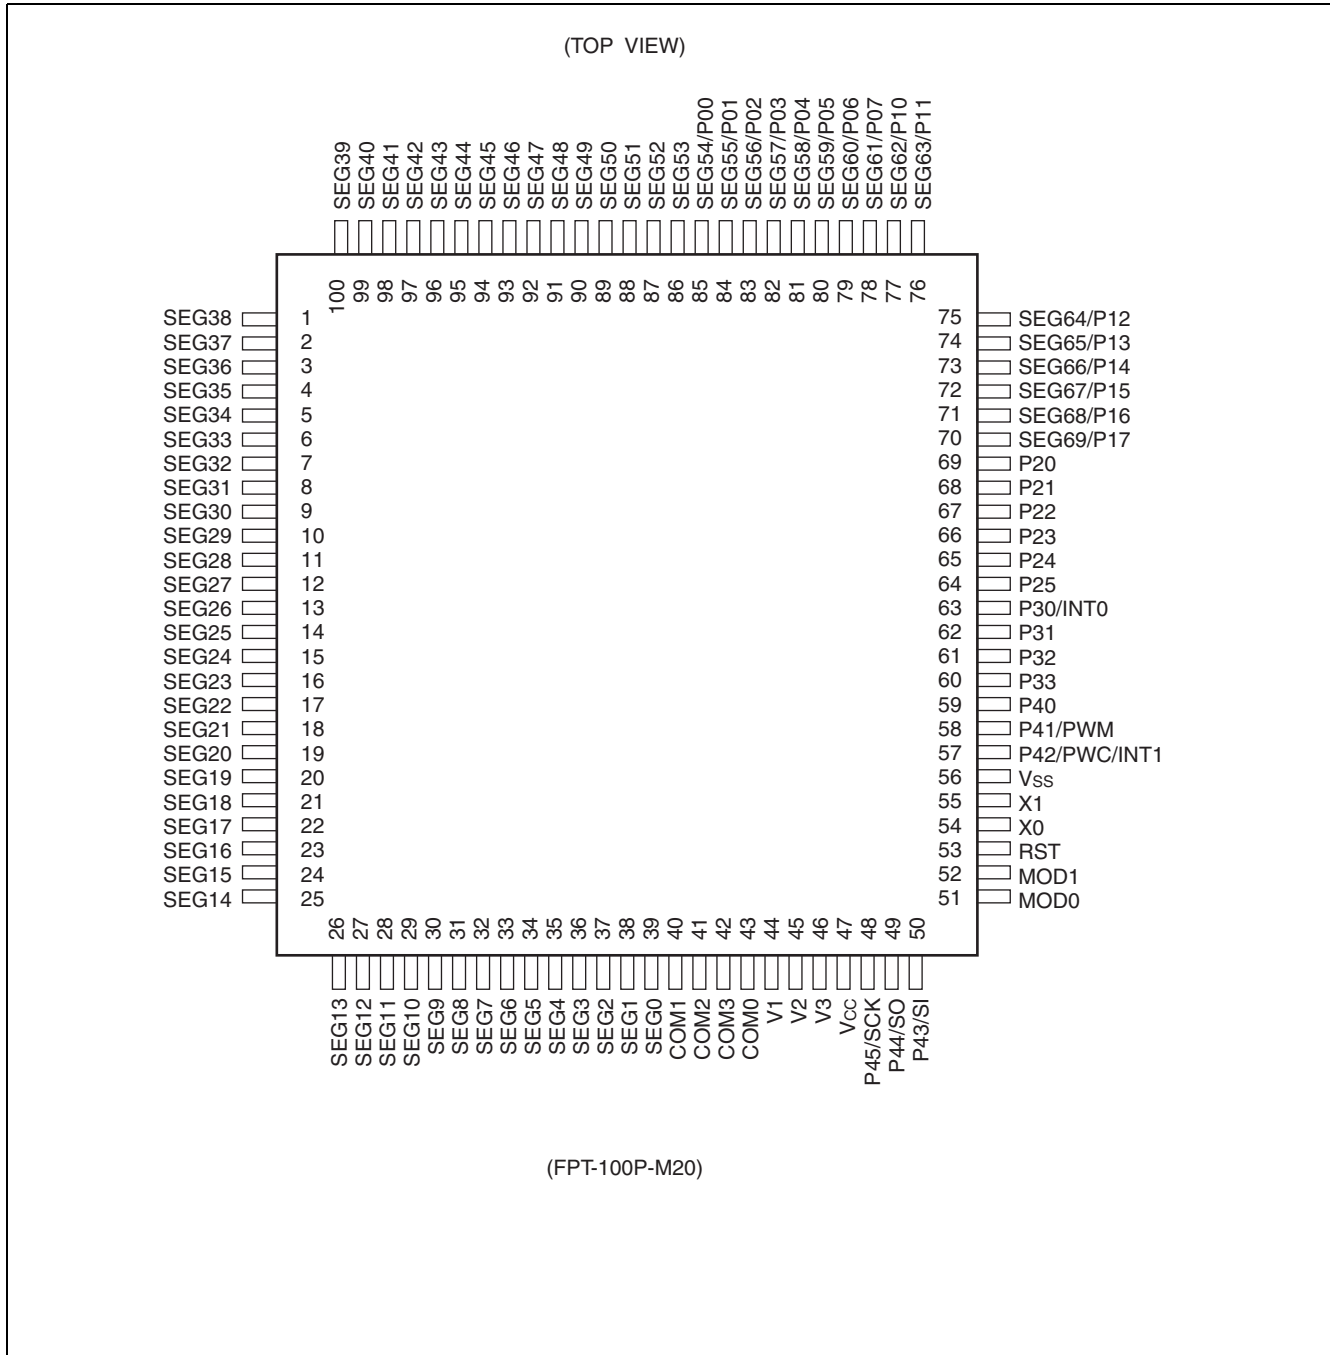 (TOP VIEW)
SEG39
SEG40
SEG41
SEG42
SEG43
SEG44
SEG45
SEG46
SEG47
SEG48
SEG49
SEG50
SEG51
SEG52
SEG53
SEG54/P00
SEG55/P01
SEG56/P02
SEG57/P03
SEG58/P04
SEG59/P05
SEG60/P06
SEG61/P07
SEG62/P10
SEG63/P11
100
99
98
97
96
95
94
93
92
91
90
89
88
87
86
85
84
83
82
81
80
79
78
77
76
SEG38 1
SEG37 2
SEG36 3
SEG35 4
SEG34 5
SEG33 6
SEG32 7
SEG31 8
SEG30 9
SEG29 10
SEG28 11
SEG27 12
SEG26 13
SEG25 14
SEG24 15
SEG23 16
SEG22 17
SEG21 18
SEG20 19
SEG19 20
SEG18 21
SEG17 22
SEG16 23
SEG15 24
SEG14 25
75 SEG64/P12
74 SEG65/P13
73 SEG66/P14
72 SEG67/P15
71 SEG68/P16
70 SEG69/P17
69 P20
68 P21
67 P22
66 P23
65 P24
64 P25
63 P30/INT0
62 P31
61 P32
60 P33
59 P40
58 P41/PWM
57 P42/PWC/INT1
56 Vss
55 X1
54 X0
53 RST
52 MOD1
51 MOD0
26
27
28
29
30
31
32
33
34
35
36
37
38
39
40
41
42
43
44
45
46
47
48
49
50
SEG13
SEG12
SEG11
SEG10
SEG9
SEG8
SEG7
SEG6
SEG5
SEG4
SEG3
SEG2
SEG1
SEG0
COM1
COM2
COM3
COM0
V1
V2
V3
Vcc
P45/SCK
P44/SO
P43/SI
(FPT-100P-M20)